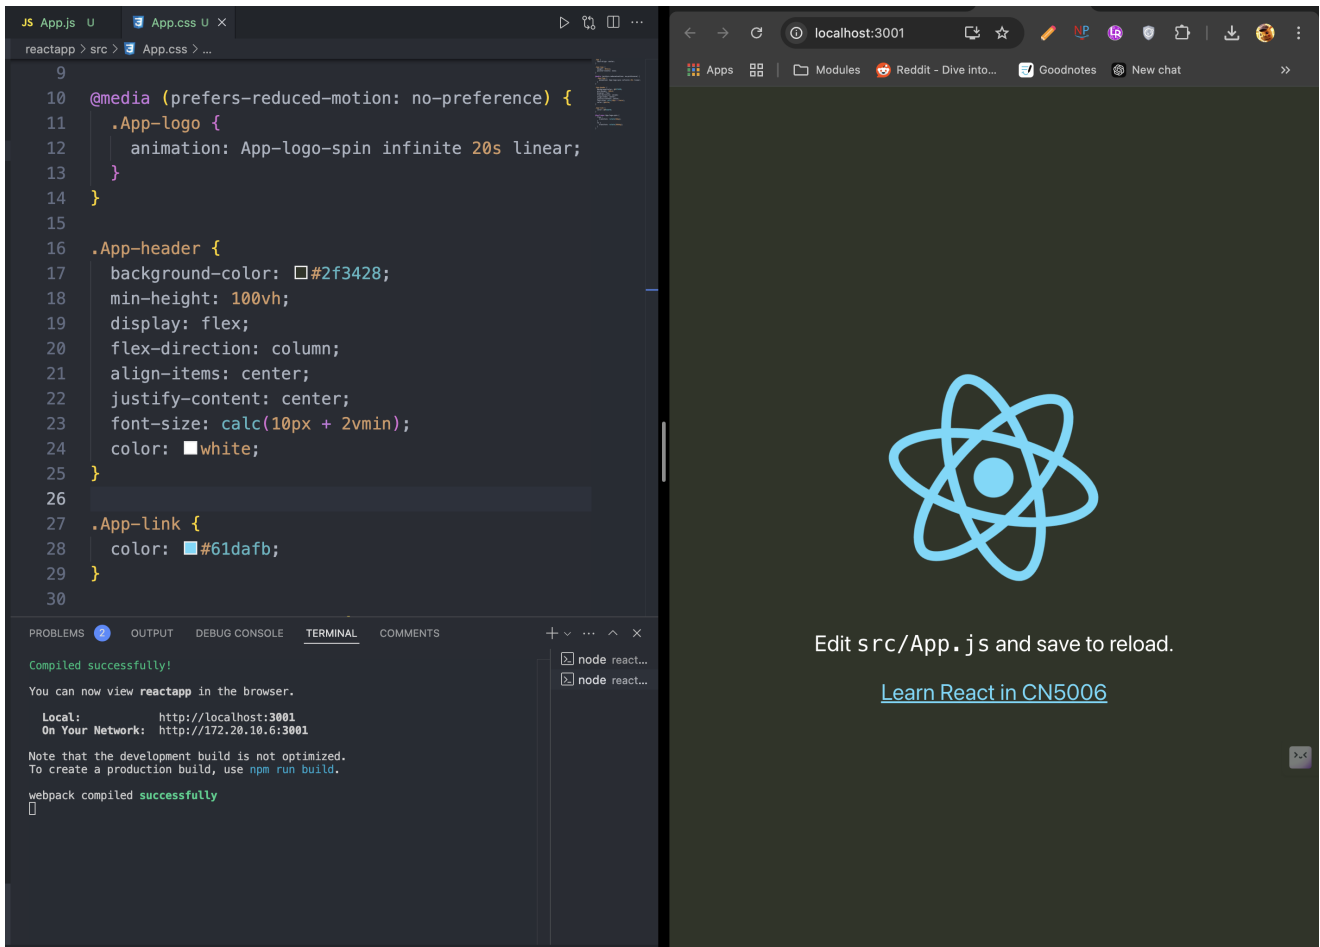 JS App.js U
App.css U
reactapp > src > App.css > ...
9
10 @media (prefers-reduced-motion: no-preference) {
11 .App-logo {
12 animation: App-logo-spin infinite 20s linear;
13 }
14 }
15
16 .App-header {
17 background-color: #2f3428;
18 min-height: 100vh;
19 display: flex;
20 flex-direction: column;
21 align-items: center;
22 justify-content: center;
23 font-size: calc(10px + 2vmin);
24 color: white;
25 }
26
27 .App-link {
28 color: #61dafb;
29 }
30
PROBLEMS 2 OUTPUT DEBUG CONSOLE TERMINAL COMMENTS
Compiled successfully!
You can now view reactapp in the browser.
Local: http://localhost:3001
On Your Network: http://172.20.10.6:3001
Note that the development build is not optimized.
To create a production build, use npm run build.
webpack compiled successfully
node react...
node react...
localhost:3001
NP
LR
Apps
Modules
Reddit - Dive into...
Goodnotes
New chat
Edit src/App.js and save to reload.
Learn React in CN5006